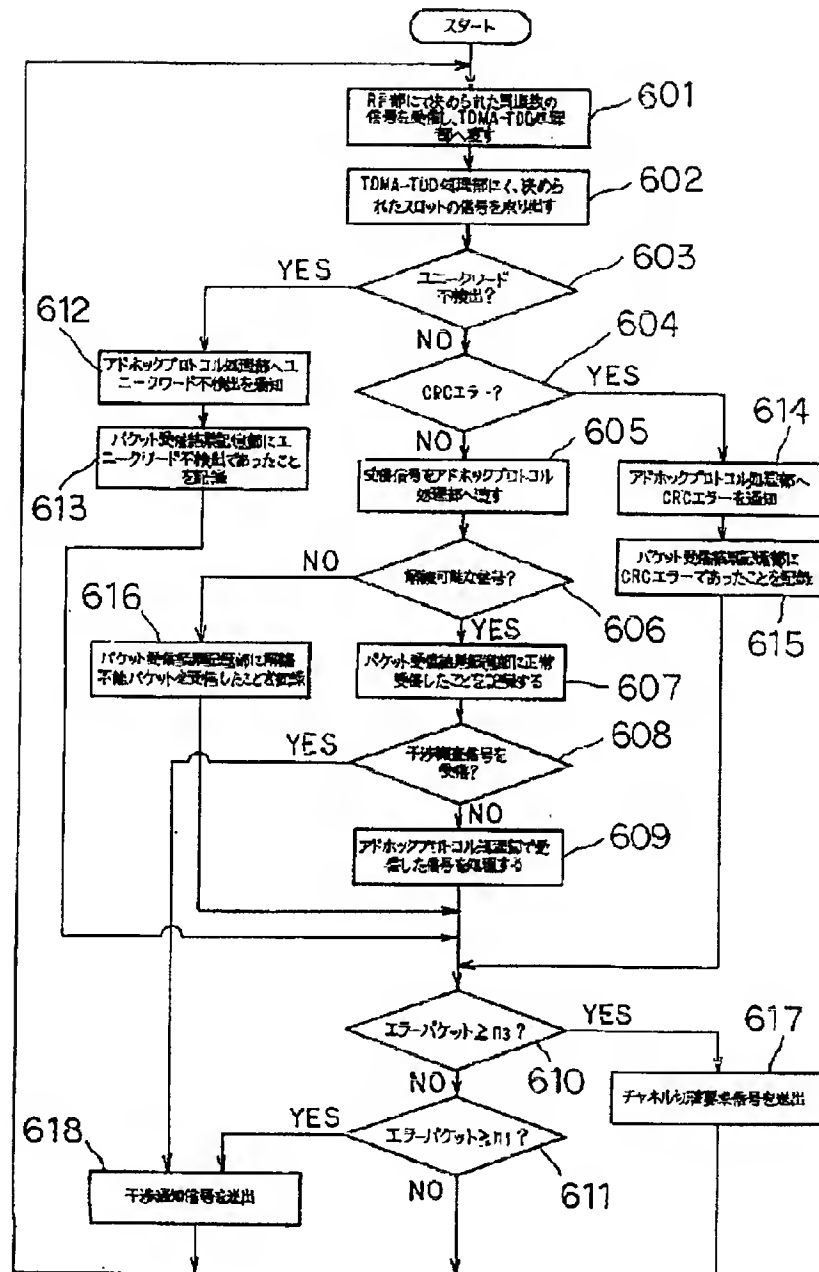 スタート
RF部にて決められた周波数の
信号を受信し、TDMA-TDD処理
部へ渡す
601
TDMA-TDD処理部にて、決めら
れたスロットの信号を取り出す
602
ユニークワード
不検出?
603
YES
NO
612
アドホックプロトコル処理部へユ
ニークワード不検出を通知
CRCエラー?
604
YES
NO
613
パケット受信結果記憶部にユ
ニークワード不検出であったこと
を記録
605
受信信号をアドホックプロトコル
処理部へ渡す
614
アドホックプロトコル処理部へ
CRCエラーを通知
NO
解読可能な信号?
606
YES
パケット受信結果記憶部に
CRCエラーであったことを記録
615
616
パケット受信結果記憶部に解読
不能パケットを受信したことを記録
パケット受信結果記憶部に正常
受信したことを記録する
607
YES
干渉調査信号を
受信?
608
NO
アドホックプロトコル処理部で受
信した信号を処理する
609
エラーパケット≧n3?
YES
610
NO
617
チャネル切替要求信号を送出
YES
エラーパケット≧n1?
611
NO
618
干渉通知信号を送出